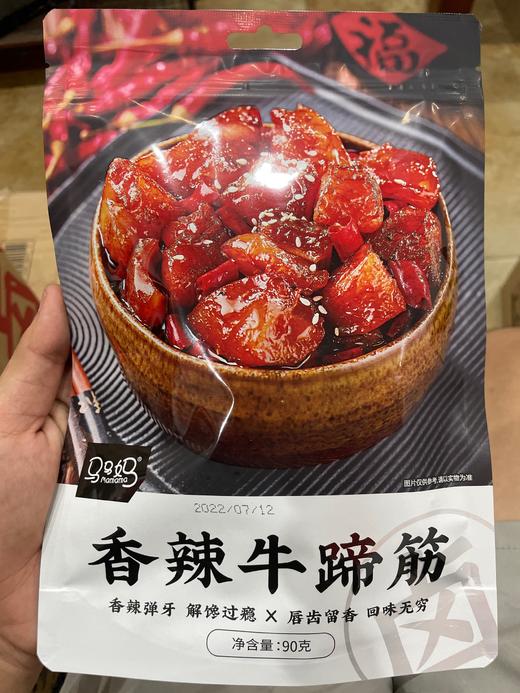 福
马马妈®
Mamama
图片仅供参考,请以实物为准
2022/07/12
香辣牛蹄筋
香辣弹牙 解馋过瘾 × 唇齿留香 回味无穷
净含量:90克